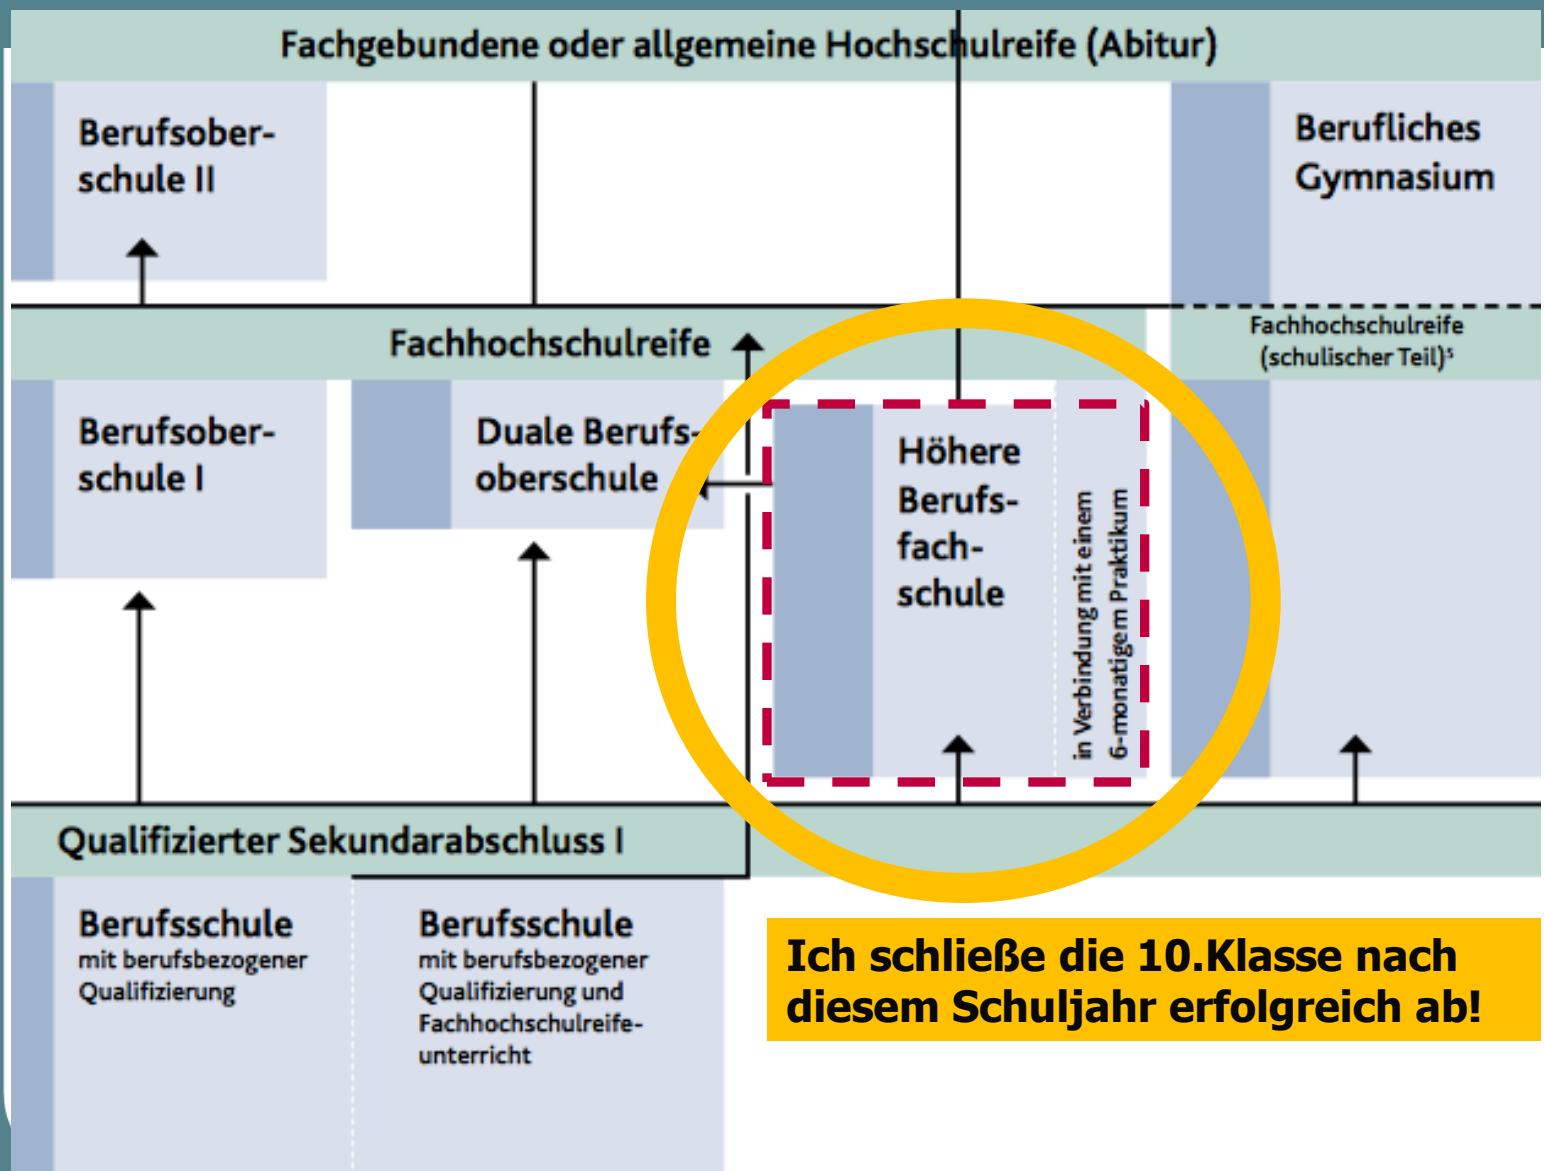 Fachgebundene oder allgemeine Hochschulreife (Abitur)
Berufsober-
schule II
Berufliches
Gymnasium
Fachhochschulreife
Fachhochschulreife
(schulischer Teil)⁵
Berufsober-
schule I
Duale Berufs-
oberschule
Höhere
Berufs-
fach-
schule
in Verbindung mit einem
6-monatigem Praktikum
Qualifizierter Sekundarabschluss I
Berufsschule
mit berufsbezogener
Qualifizierung
Berufsschule
mit berufsbezogener
Qualifizierung und
Fachhochschulreife-
unterricht
Ich schließe die 10.Klasse nach
diesem Schuljahr erfolgreich ab!